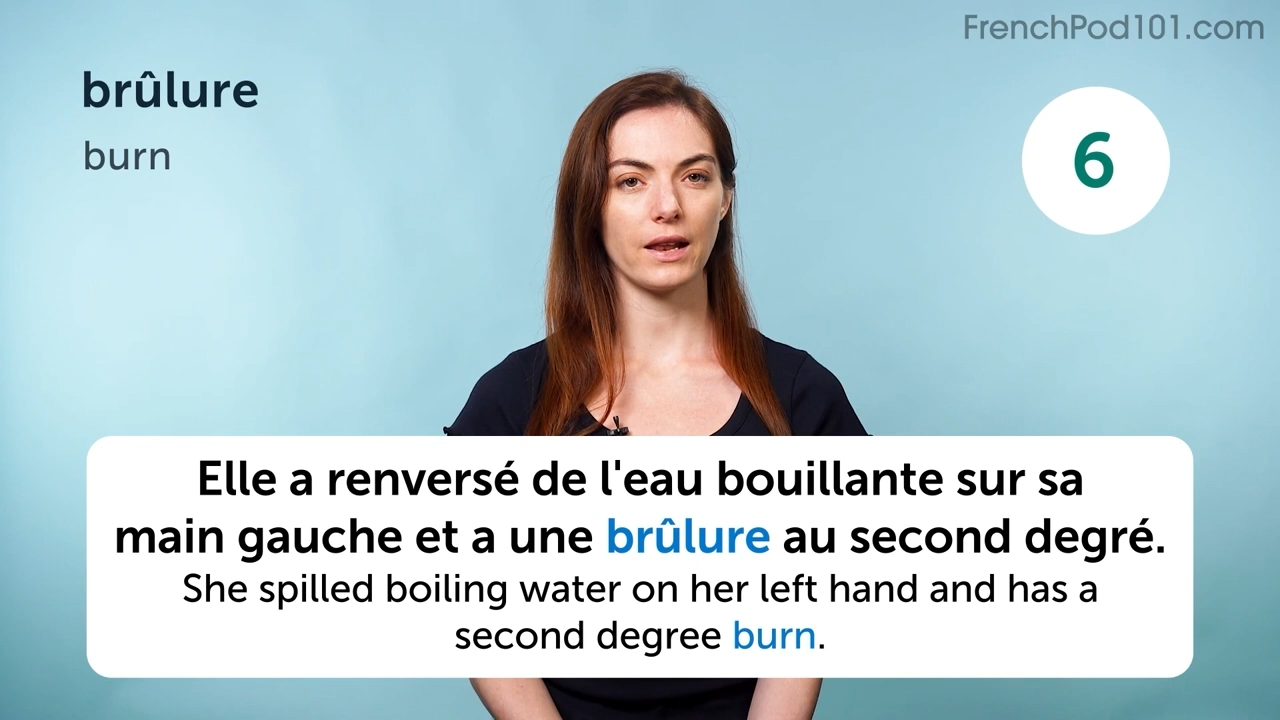 FrenchPod101.com
brûlure
burn
6
Elle a renversé de l'eau bouillante sur sa
main gauche et a une brûlure au second degré.
She spilled boiling water on her left hand and has a
second degree burn.